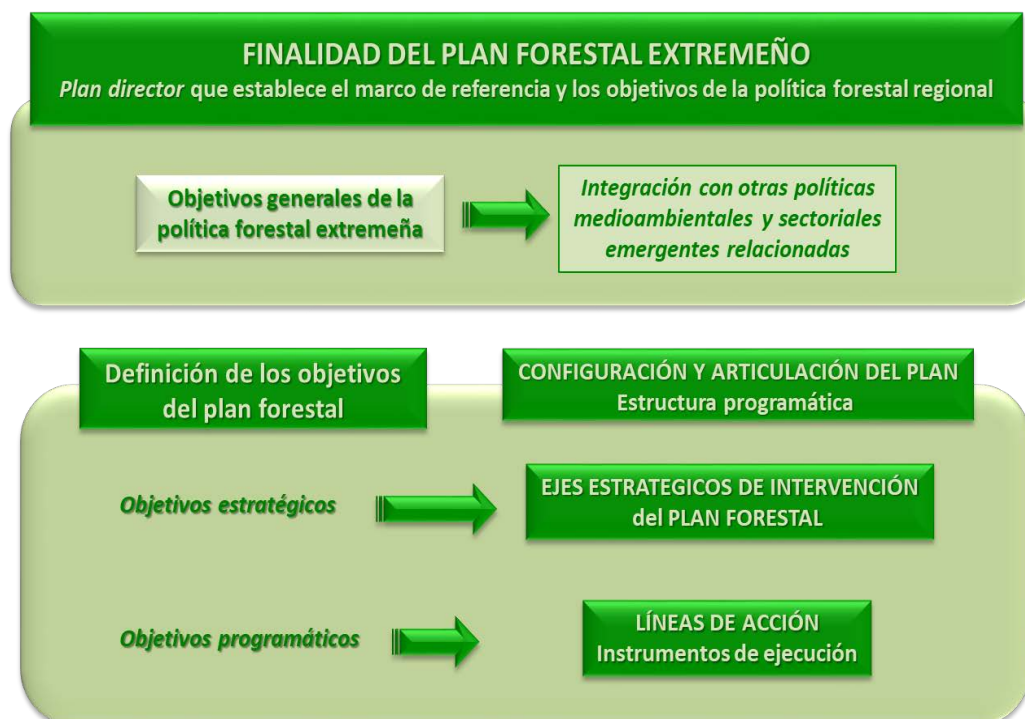 FINALIDAD DEL PLAN FORESTAL EXTREMEÑO
Plan director que establece el marco de referencia y los objetivos de la política forestal regional
Objetivos generales de la
política forestal extremeña
Integración con otras políticas
medioambientales y sectoriales
emergentes relacionadas
Definición de los objetivos
del plan forestal
CONFIGURACIÓN Y ARTICULACIÓN DEL PLAN
Estructura programática
Objetivos estratégicos
EJES ESTRATEGICOS DE INTERVENCIÓN
del PLAN FORESTAL
Objetivos programáticos
LÍNEAS DE ACCIÓN
Instrumentos de ejecución